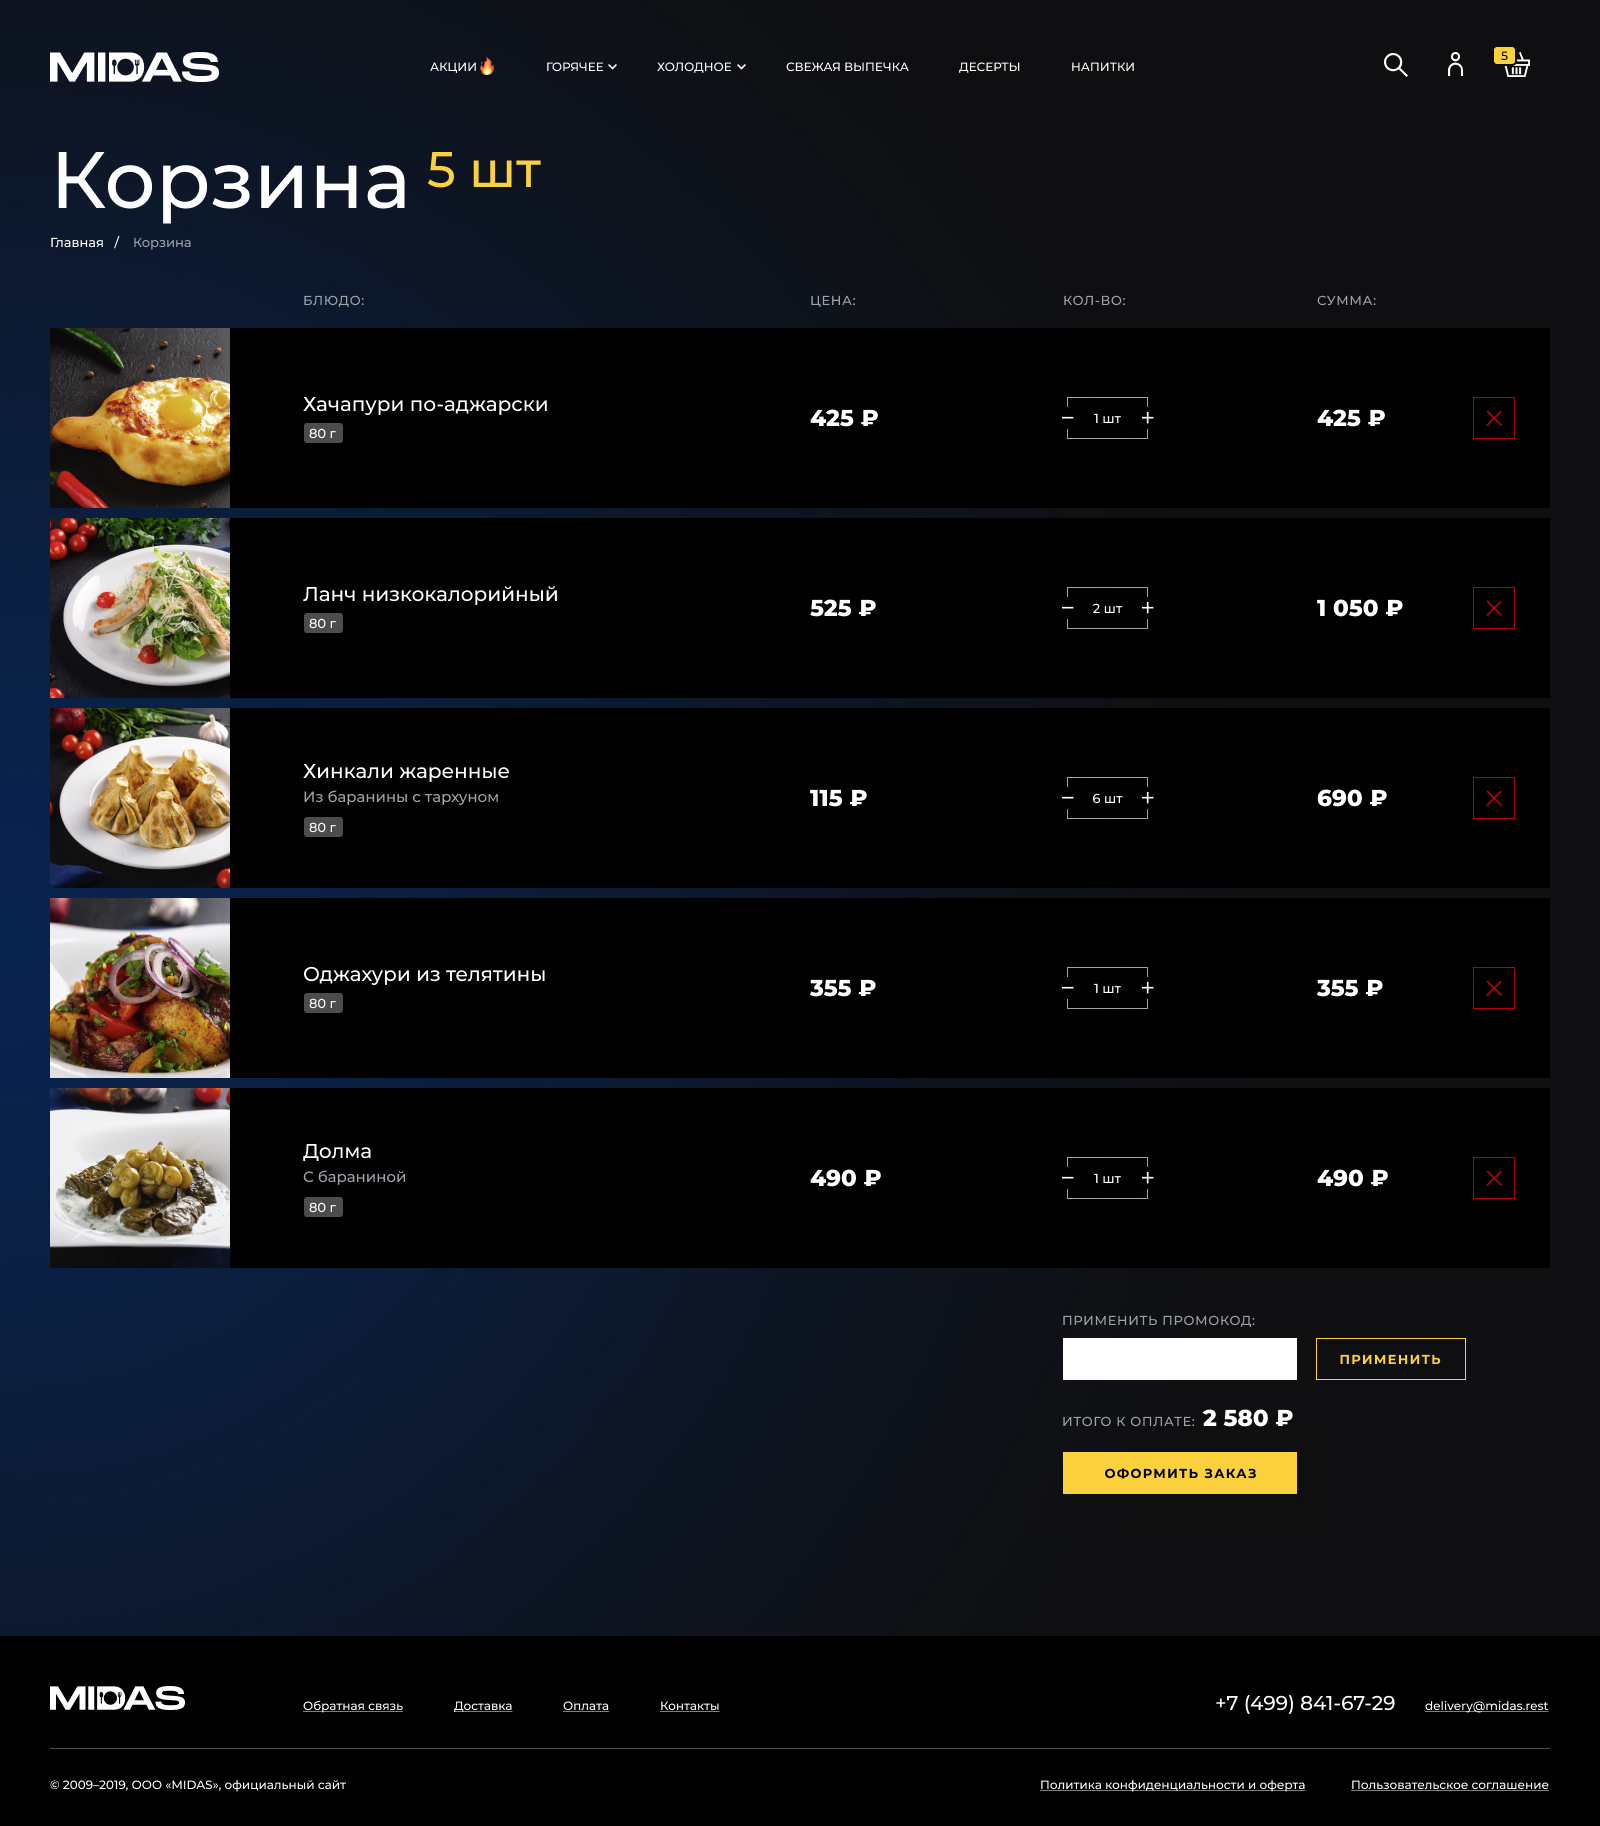 MIDAS
АКЦИИ🔥 ГОРЯЧЕЕ ХОЛОДНОЕ СВЕЖАЯ ВЫПЕЧКА ДЕСЕРТЫ НАПИТКИ
5
Корзина 5 шт
Главная / Корзина
БЛЮДО: ЦЕНА: КОЛ-ВО: СУММА:
Хачапури по-аджарски
80 г
425 ₽ − 1 шт + 425 ₽
Ланч низкокалорийный
80 г
525 ₽ − 2 шт + 1 050 ₽
Хинкали жаренные
Из баранины с тархуном
80 г
115 ₽ − 6 шт + 690 ₽
Оджахури из телятины
80 г
355 ₽ − 1 шт + 355 ₽
Долма
С бараниной
80 г
490 ₽ − 1 шт + 490 ₽
ПРИМЕНИТЬ ПРОМОКОД:
ПРИМЕНИТЬ
ИТОГО К ОПЛАТЕ: 2 580 ₽
ОФОРМИТЬ ЗАКАЗ
MIDAS
Обратная связь Доставка Оплата Контакты +7 (499) 841-67-29 delivery@midas.rest
© 2009–2019, ООО «MIDAS», официальный сайт Политика конфиденциальности и оферта Пользовательское соглашение